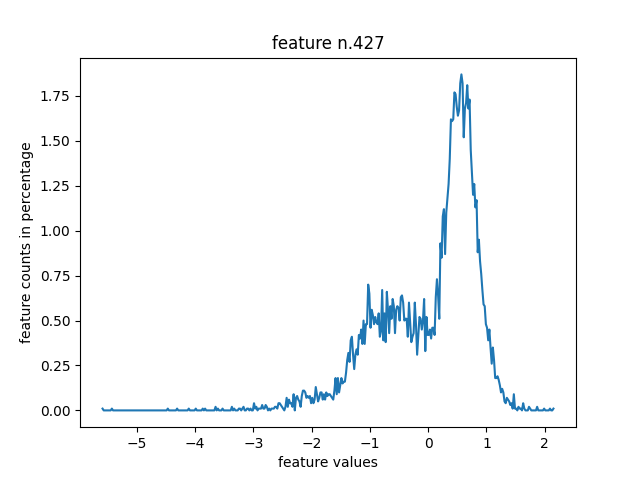 feature n.427
feature counts in percentage
1.75
1.50
1.25
1.00
0.75
0.50
0.25
0.00
−5 −4 −3 −2 −1 0 1 2
feature values